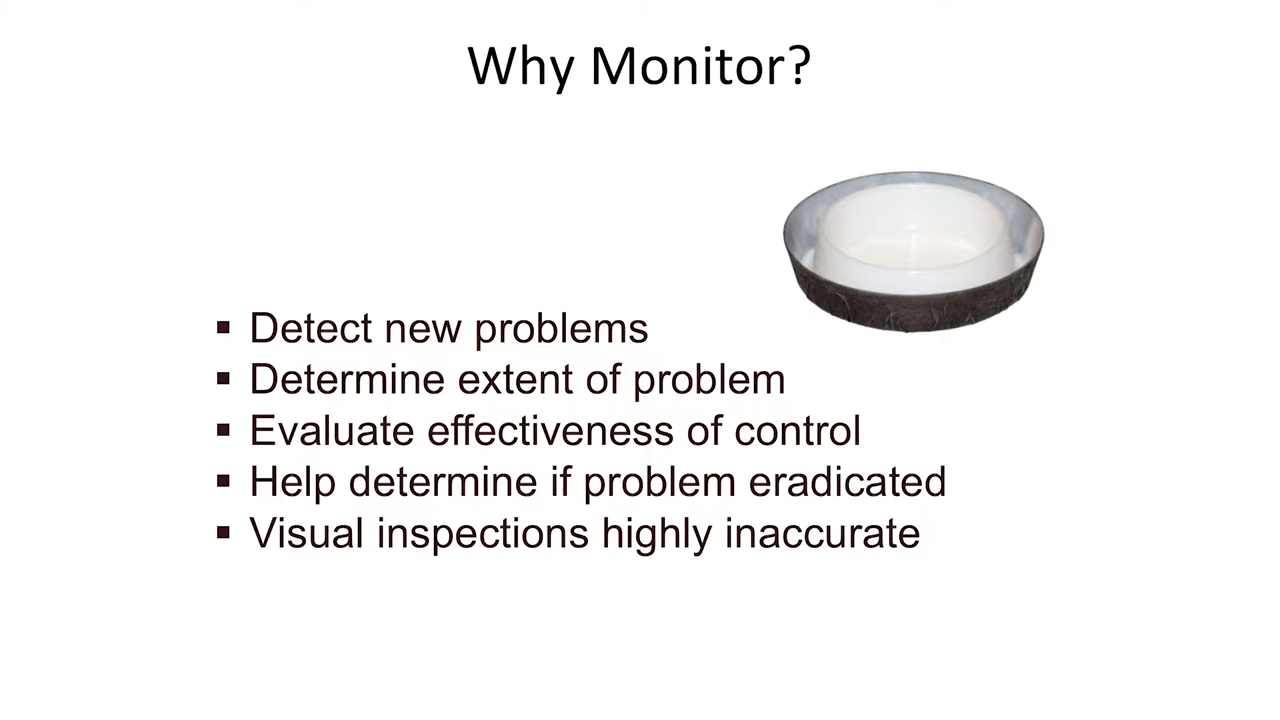 Why Monitor?
▪ Detect new problems
▪ Determine extent of problem
▪ Evaluate effectiveness of control
▪ Help determine if problem eradicated
▪ Visual inspections highly inaccurate